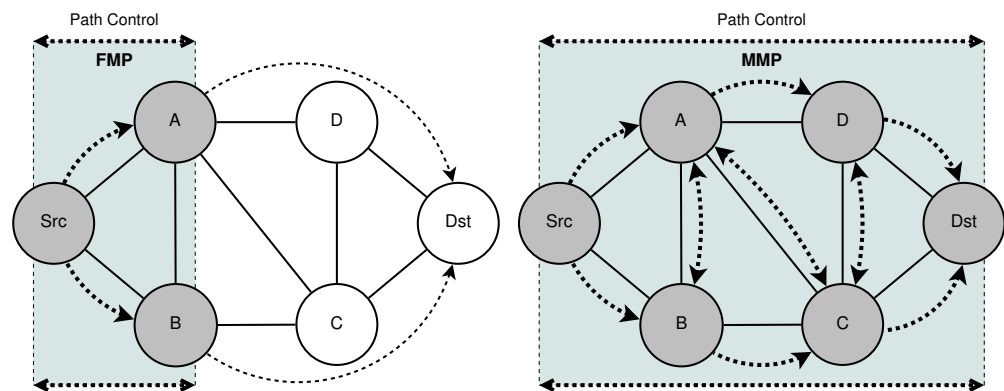 Path Control
FMP
A
D
Src
Dst
B
C
Path Control
MMP
A
D
Src
Dst
B
C